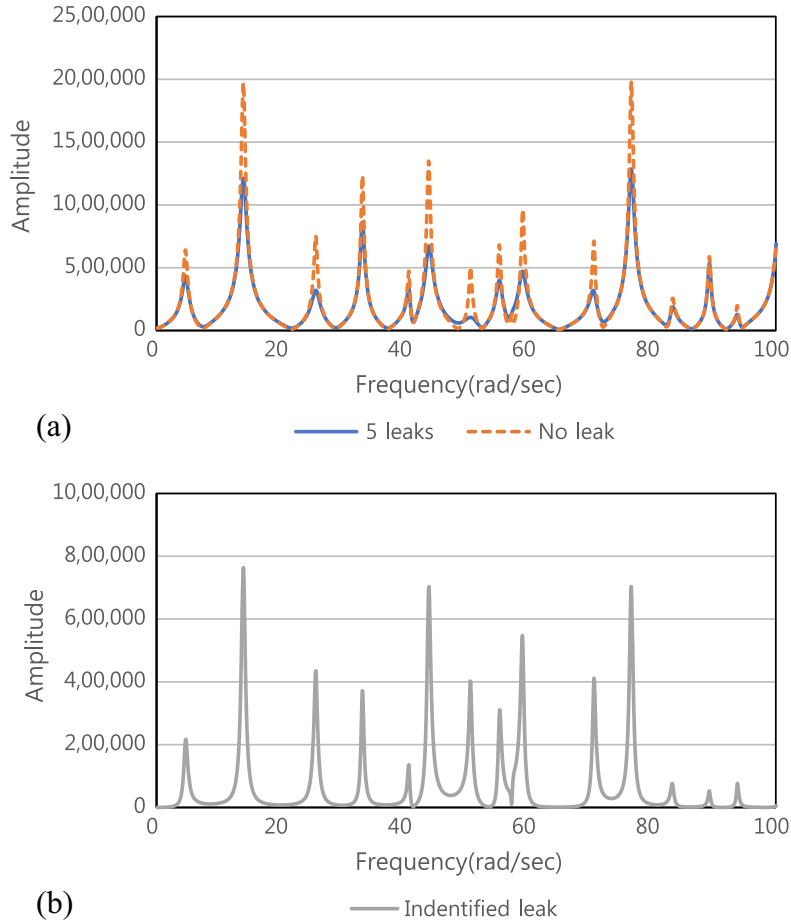 25,00,000
20,00,000
15,00,000
10,00,000
5,00,000
0
Amplitude
0 20 40 60 80 100
Frequency(rad/sec)
(a)
5 leaks No leak
10,00,000
8,00,000
6,00,000
4,00,000
2,00,000
0
Amplitude
0 20 40 60 80 100
Frequency(rad/sec)
(b)
Indentified leak